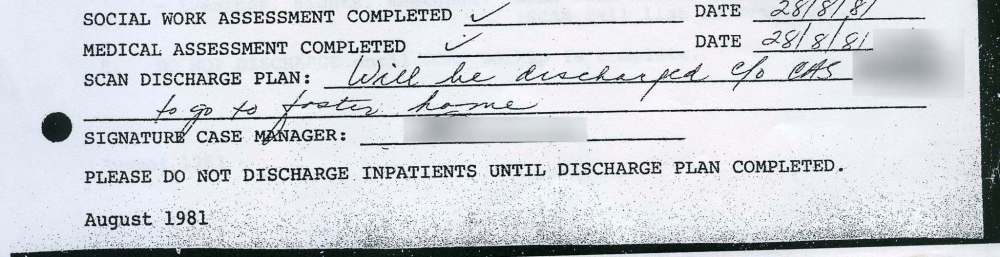 SOCIAL WORK ASSESSMENT COMPLETED ✓ DATE 28/8/81
MEDICAL ASSESSMENT COMPLETED ✓ DATE 28/8/81
SCAN DISCHARGE PLAN: Will be discharged c/o CAS
to go to foster home
SIGNATURE CASE MANAGER:
PLEASE DO NOT DISCHARGE INPATIENTS UNTIL DISCHARGE PLAN COMPLETED.
August 1981